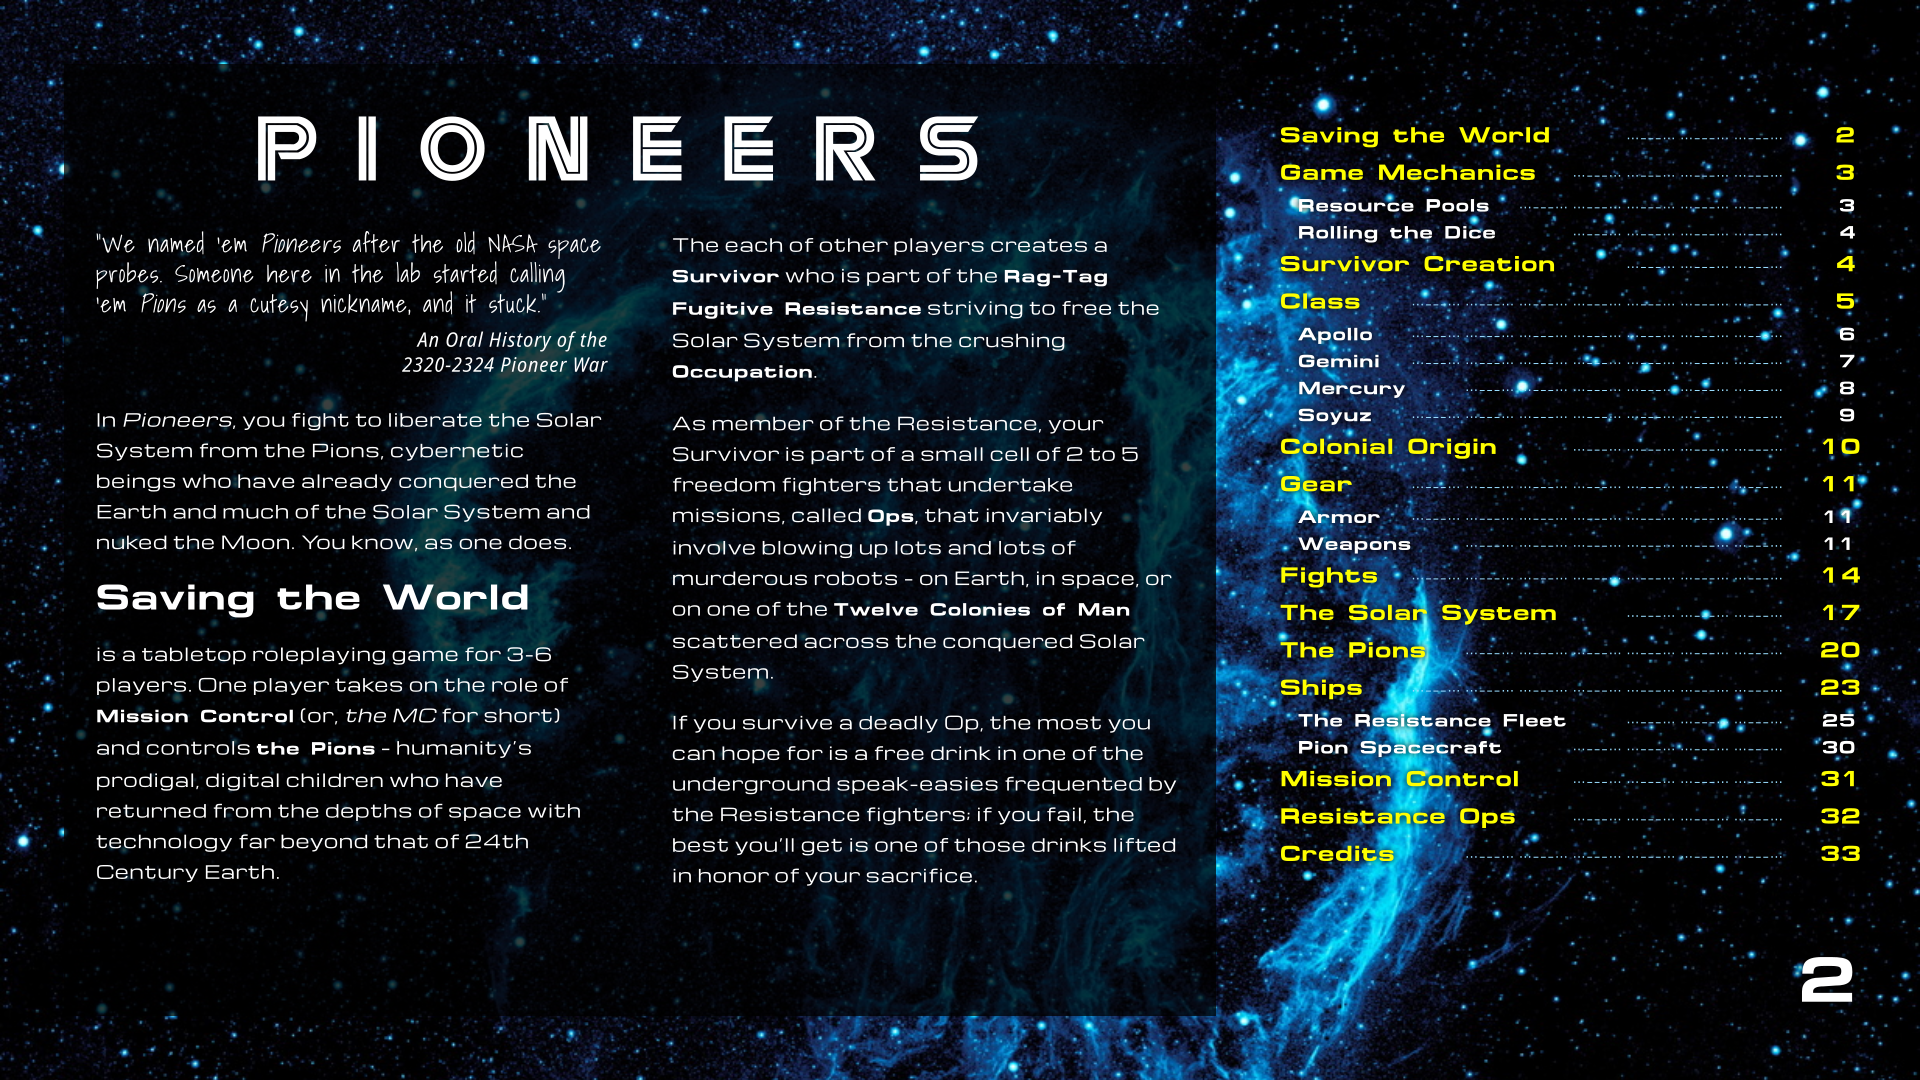 PIONEERS
"We named 'em Pioneers after the old NASA space
probes. Someone here in the lab started calling
'em Pions as a cutesy nickname, and it stuck."
An Oral History of the
2320-2324 Pioneer War
In Pioneers, you fight to liberate the Solar
System from the Pions, cybernetic
beings who have already conquered the
Earth and much of the Solar System and
nuked the Moon. You know, as one does.
Saving the World
is a tabletop roleplaying game for 3-6
players. One player takes on the role of
Mission Control (or, the MC for short)
and controls the Pions - humanity's
prodigal, digital children who have
returned from the depths of space with
technology far beyond that of 24th
Century Earth.
The each of other players creates a
Survivor who is part of the Rag-Tag
Fugitive Resistance striving to free the
Solar System from the crushing
Occupation.
As member of the Resistance, your
Survivor is part of a small cell of 2 to 5
freedom fighters that undertake
missions, called Ops, that invariably
involve blowing up lots and lots of
murderous robots - on Earth, in space, or
on one of the Twelve Colonies of Man
scattered across the conquered Solar
System.
If you survive a deadly Op, the most you
can hope for is a free drink in one of the
underground speak-easies frequented by
the Resistance fighters; if you fail, the
best you'll get is one of those drinks lifted
in honor of your sacrifice.
Saving the World 2
Game Mechanics 3
Resource Pools 3
Rolling the Dice 4
Survivor Creation 4
Class 5
Apollo 6
Gemini 7
Mercury 8
Soyuz 9
Colonial Origin 10
Gear 11
Armor 11
Weapons 11
Fights 14
The Solar System 17
The Pions 20
Ships 23
The Resistance Fleet 25
Pion Spacecraft 30
Mission Control 31
Resistance Ops 32
Credits 33
2